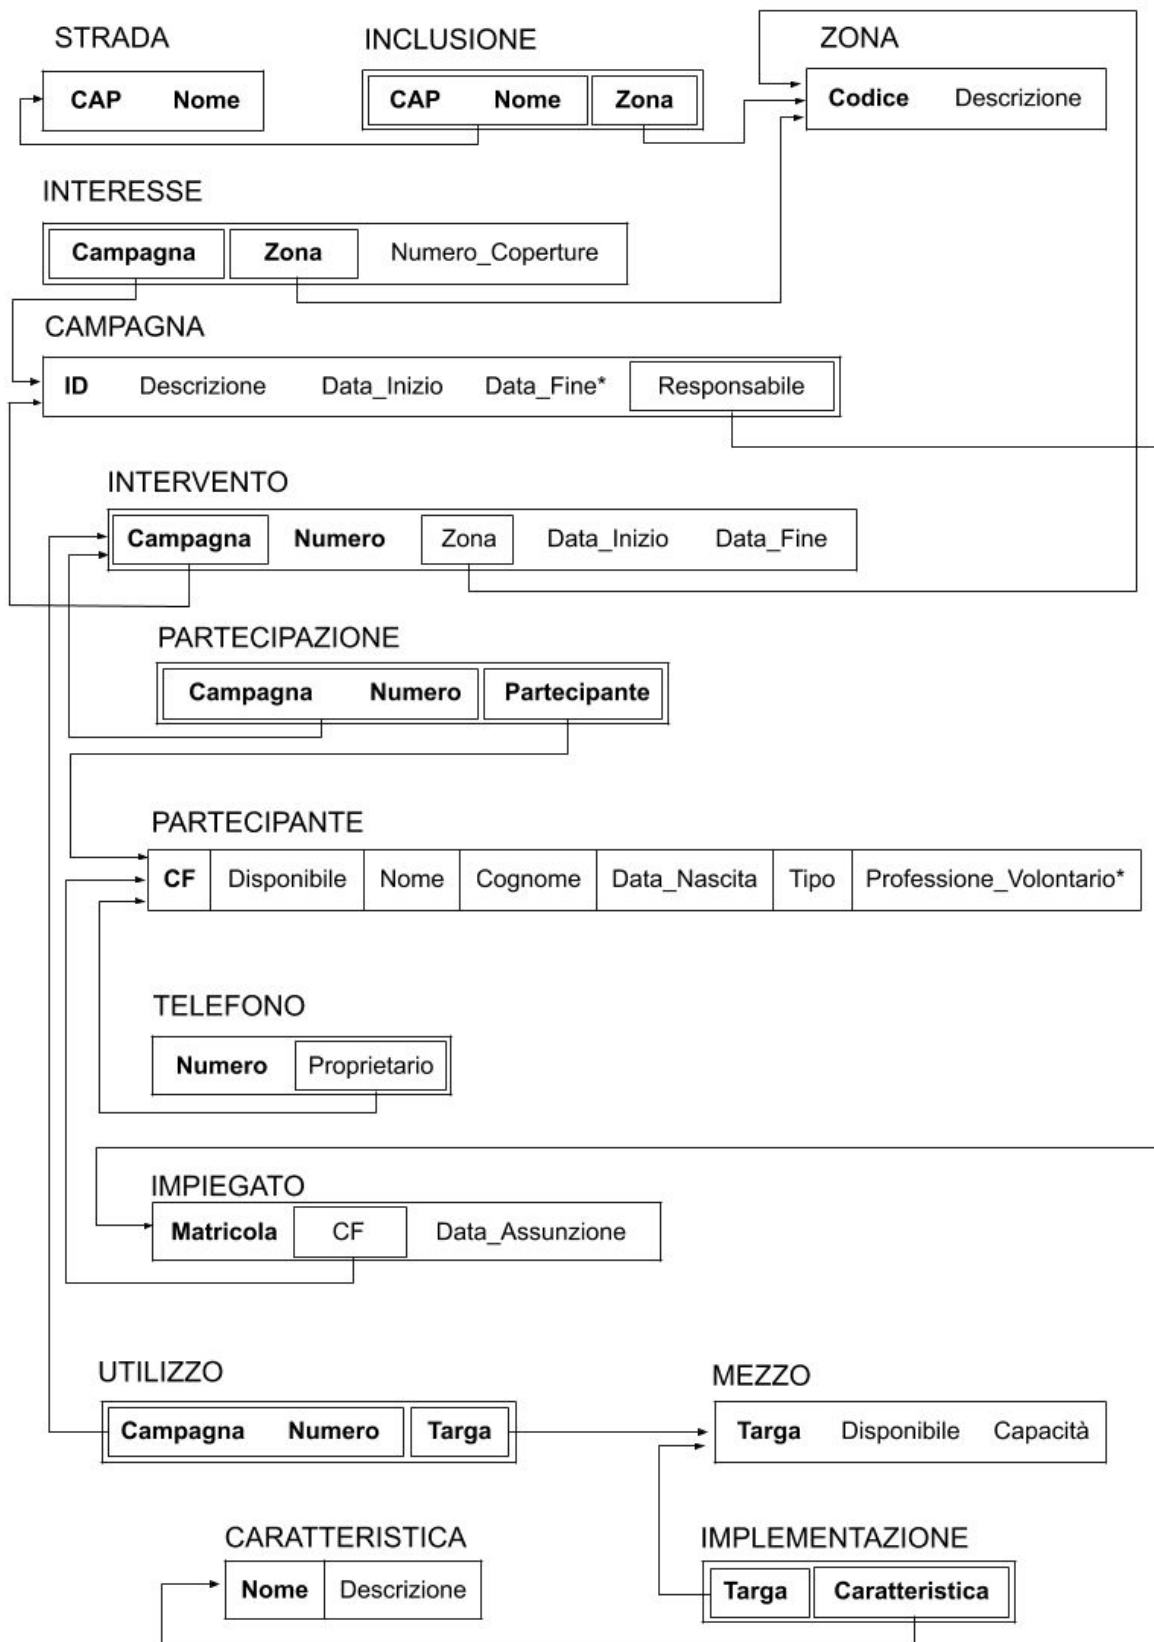 STRADA INCLUSIONE ZONA
CAP Nome CAP Nome Zona Codice Descrizione
INTERESSE
Campagna Zona Numero_Coperture
CAMPAGNA
ID Descrizione Data_Inizio Data_Fine* Responsabile
INTERVENTO
Campagna Numero Zona Data_Inizio Data_Fine
PARTECIPAZIONE
Campagna Numero Partecipante
PARTECIPANTE
CF Disponibile Nome Cognome Data_Nascita Tipo Professione_Volontario*
TELEFONO
Numero Proprietario
IMPIEGATO
Matricola CF Data_Assunzione
UTILIZZO MEZZO
Campagna Numero Targa Targa Disponibile Capacità
CARATTERISTICA IMPLEMENTAZIONE
Nome Descrizione Targa Caratteristica